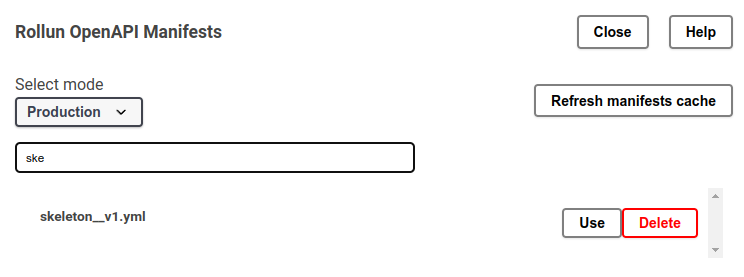 Rollun OpenAPI Manifests
Close
Help
Select mode
Production
Refresh manifests cache
ske
skeleton__v1.yml
Use
Delete